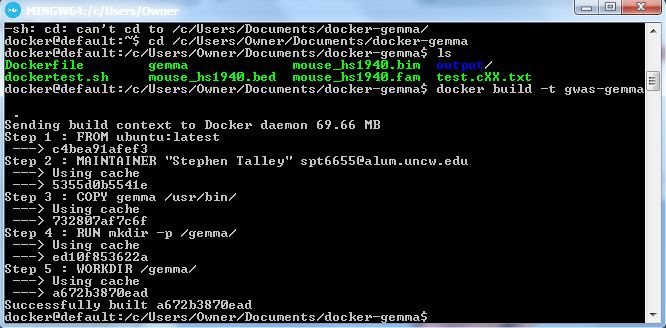 MINGW64:/c/Users/Owner
-sh: cd: can't cd to /c/Users/Documents/docker-gemma/
docker@default:~$ cd /c/Users/Owner/Documents/docker-gemma
docker@default:/c/Users/Owner/Documents/docker-gemma$ ls
Dockerfile gemma mouse_hs1940.bim output/
dockertest.sh mouse_hs1940.bed mouse_hs1940.fam test.cXX.txt
docker@default:/c/Users/Owner/Documents/docker-gemma$ docker build -t gwas-gemma
.
Sending build context to Docker daemon 69.66 MB
Step 1 : FROM ubuntu:latest
---> c4bea91afef3
Step 2 : MAINTAINER "Stephen Talley" spt6655@alum.uncw.edu
---> Using cache
---> 5355d0b5541e
Step 3 : COPY gemma /usr/bin/
---> Using cache
---> 732807af7c6f
Step 4 : RUN mkdir -p /gemma/
---> Using cache
---> ed10f853622a
Step 5 : WORKDIR /gemma/
---> Using cache
---> a672b3870ead
Successfully built a672b3870ead
docker@default:/c/Users/Owner/Documents/docker-gemma$